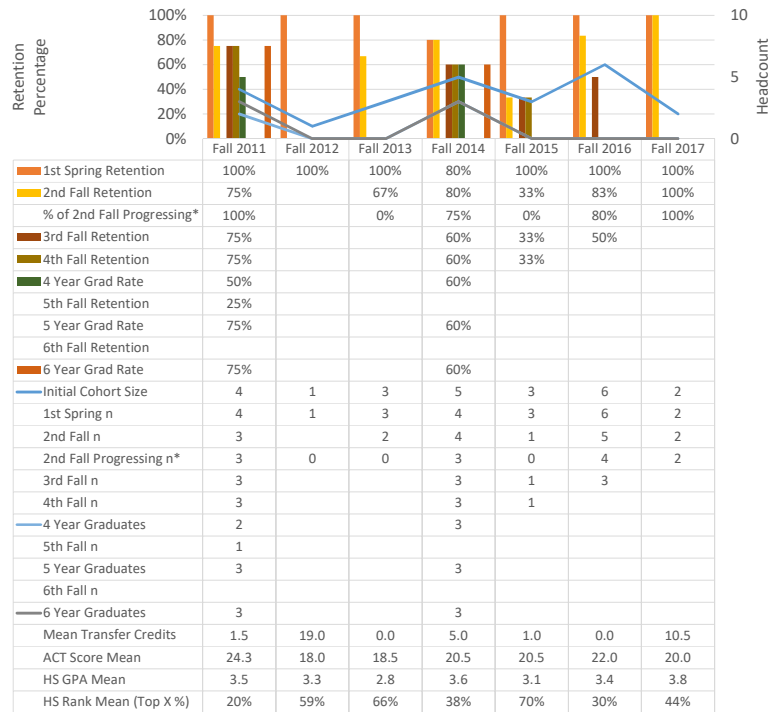 100%
80%
60%
40%
20%
0%
Retention
Percentage
10
5
0
Headcount
Fall 2011 Fall 2012 Fall 2013 Fall 2014 Fall 2015 Fall 2016 Fall 2017
1st Spring Retention 100% 100% 100% 80% 100% 100% 100%
2nd Fall Retention 75% 67% 80% 33% 83% 100%
% of 2nd Fall Progressing* 100% 0% 75% 0% 80% 100%
3rd Fall Retention 75% 60% 33% 50%
4th Fall Retention 75% 60% 33%
4 Year Grad Rate 50% 60%
5th Fall Retention 25%
5 Year Grad Rate 75% 60%
6th Fall Retention
6 Year Grad Rate 75% 60%
Initial Cohort Size 4 1 3 5 3 6 2
1st Spring n 4 1 3 4 3 6 2
2nd Fall n 3 2 4 1 5 2
2nd Fall Progressing n* 3 0 0 3 0 4 2
3rd Fall n 3 3 1 3
4th Fall n 3 3 1
4 Year Graduates 2 3
5th Fall n 1
5 Year Graduates 3 3
6th Fall n
6 Year Graduates 3 3
Mean Transfer Credits 1.5 19.0 0.0 5.0 1.0 0.0 10.5
ACT Score Mean 24.3 18.0 18.5 20.5 20.5 22.0 20.0
HS GPA Mean 3.5 3.3 2.8 3.6 3.1 3.4 3.8
HS Rank Mean (Top X %) 20% 59% 66% 38% 70% 30% 44%